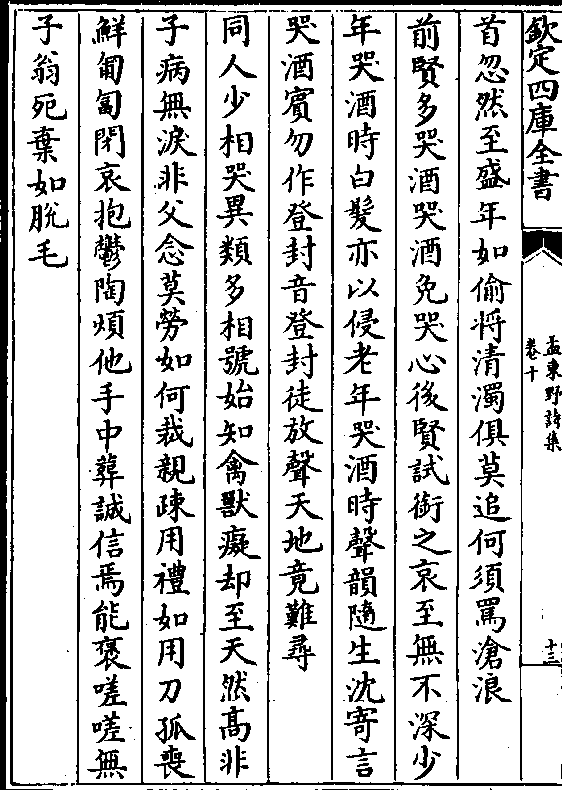 欽定四庫全書
孟東野詩集
卷十
十三
首忽然至盛年如偷将清濁俱莫追何須罵滄浪
前賢多哭酒哭酒免哭心後賢試銜之哀至無不深少
年哭酒時白髮亦以侵老年哭酒時聲韻隨生沈寄言
哭酒賔勿作登封音登封徒放聲天地竟難尋
同人少相哭異類多相號始知禽獸癡却至天然髙非
子病無淚非父念莫勞如何裁親疎用禮如用刀孤喪
鮮匍匐閉哀抱鬱陶煩他手中葬誠信焉能褒嗟嗟無
子翁死棄如脫毛